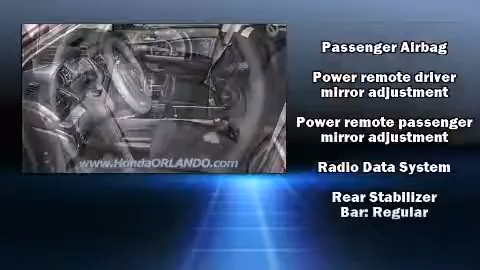 Passenger Airbag
Power remote driver
mirror adjustment
Power remote passenger
mirror adjustment
Radio Data System
Rear Stabilizer
Bar: Regular
www.HondaORLANDO.com